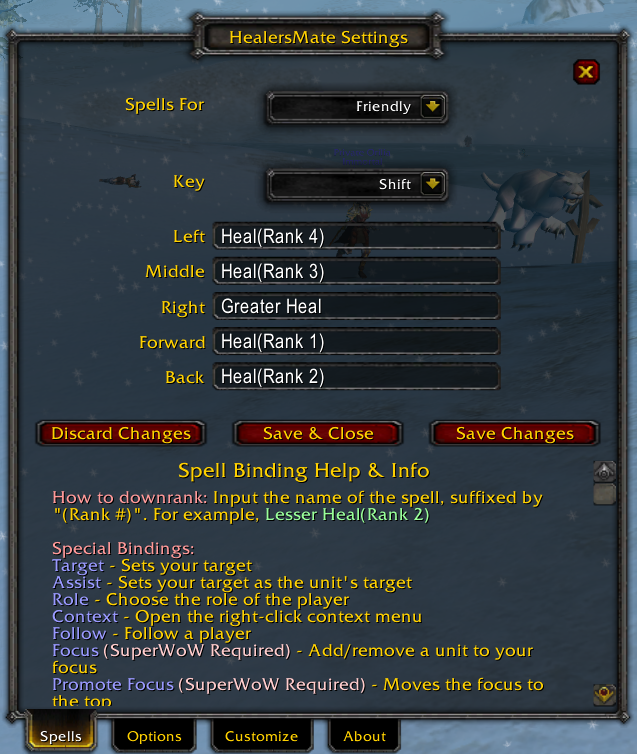 HealersMate Settings
Spells For Friendly
Key Shift
Left Heal(Rank 4)
Middle Heal(Rank 3)
Right Greater Heal
Forward Heal(Rank 1)
Back Heal(Rank 2)
Discard Changes Save & Close Save Changes
Spell Binding Help & Info
How to downrank: Input the name of the spell, suffixed by
"(Rank #)". For example, Lesser Heal(Rank 2)
Special Bindings:
Target - Sets your target
Assist - Sets your target as the unit's target
Role - Choose the role of the player
Context - Open the right-click context menu
Follow - Follow a player
Focus (SuperWoW Required) - Add/remove a unit to your
focus
Promote Focus (SuperWoW Required) - Moves the focus to
the top
Spells Options Customize About